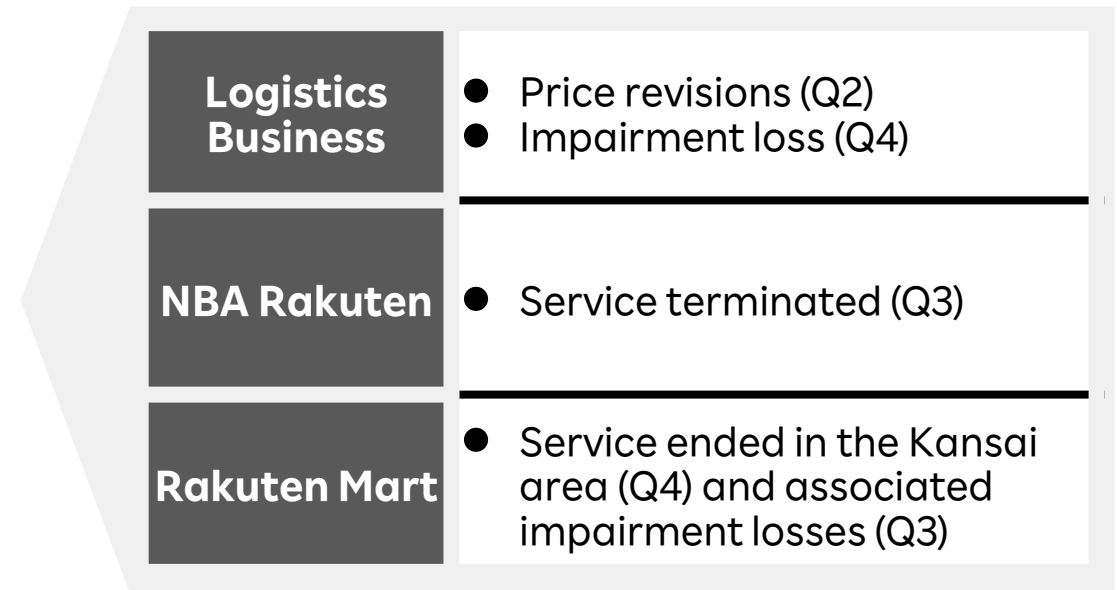 Logistics
Business
● Price revisions (Q2)
● Impairment loss (Q4)
NBA Rakuten
● Service terminated (Q3)
Rakuten Mart
● Service ended in the Kansai
area (Q4) and associated
impairment losses (Q3)